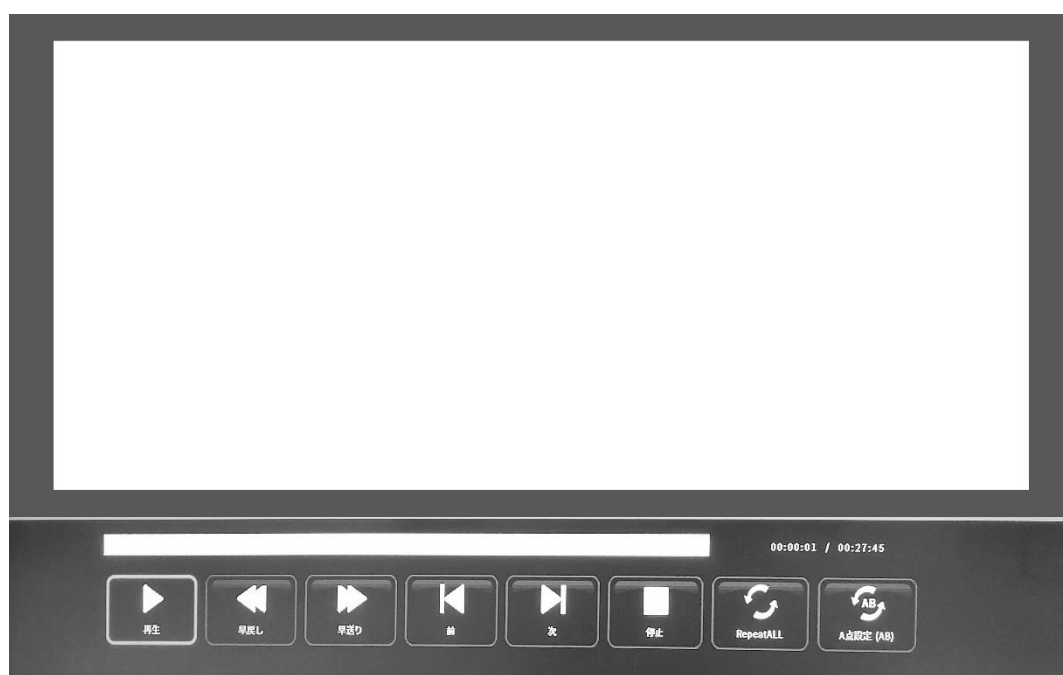 00:00:01 / 00:27:45
再生
早戻し
早送り
前
次
停止
RepeatALL
AB
A点設定 (AB)